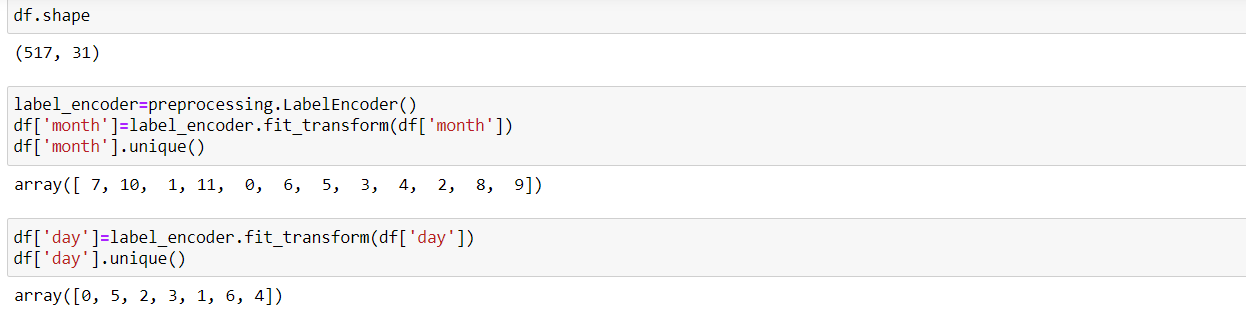 df.shape
(517, 31)
label_encoder=preprocessing.LabelEncoder()
df['month']=label_encoder.fit_transform(df['month'])
df['month'].unique()
array([ 7, 10,  1, 11,  0,  6,  5,  3,  4,  2,  8,  9])
df['day']=label_encoder.fit_transform(df['day'])
df['day'].unique()
array([0, 5, 2, 3, 1, 6, 4])